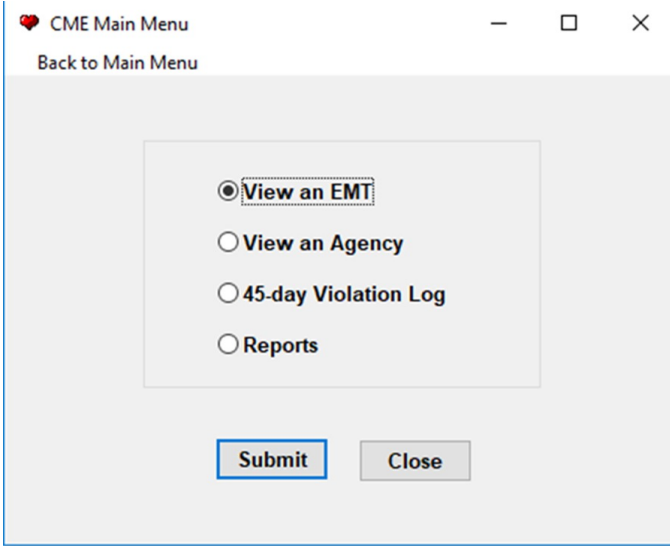 CME Main Menu
Back to Main Menu
View an EMT
View an Agency
45-day Violation Log
Reports
Submit Close